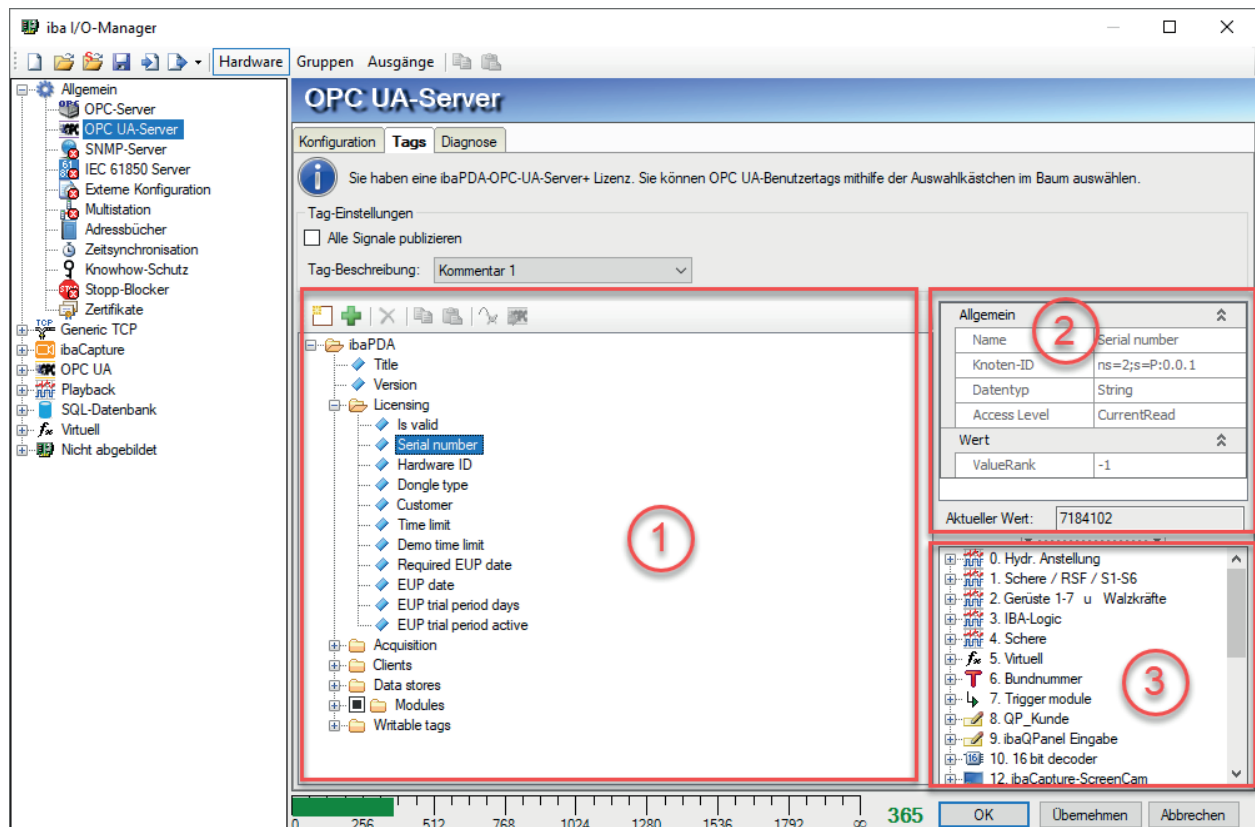 iba I/O-Manager
Hardware Gruppen Ausgänge
Allgemein
OPC-Server
OPC UA-Server
SNMP-Server
IEC 61850 Server
Externe Konfiguration
Multistation
Adressbücher
Zeitsynchronisation
Knowhow-Schutz
Stopp-Blocker
Zertifikate
Generic TCP
ibaCapture
OPC UA
Playback
SQL-Datenbank
Virtuell
Nicht abgebildet
OPC UA-Server
Konfiguration Tags Diagnose
Sie haben eine ibaPDA-OPC-UA-Server+ Lizenz. Sie können OPC UA-Benutzertags mithilfe der Auswahlkästchen im Baum auswählen.
Tag-Einstellungen
Alle Signale publizieren
Tag-Beschreibung: Kommentar 1
ibaPDA
Title
Version
Licensing
Is valid
Serial number
Hardware ID
Dongle type
Customer
Time limit
Demo time limit
Required EUP date
EUP date
EUP trial period days
EUP trial period active
Acquisition
Clients
Data stores
Modules
Writable tags
1
Allgemein
Name Serial number
Knoten-ID ns=2;s=P:0.0.1
Datentyp String
Access Level CurrentRead
Wert
ValueRank -1
2
Aktueller Wert: 7184102
0. Hydr. Anstellung
1. Schere / RSF / S1-S6
2. Gerüste 1-7 u Walzkräfte
3. IBA-Logic
4. Schere
5. Virtuell
6. Bundnummer
7. Trigger module
8. QP_Kunde
9. ibaQPanel Eingabe
10. 16 bit decoder
12. ibaCapture-ScreenCam
3
0 256 512 768 1024 1280 1536 1792 ∞
365
OK Übernehmen Abbrechen